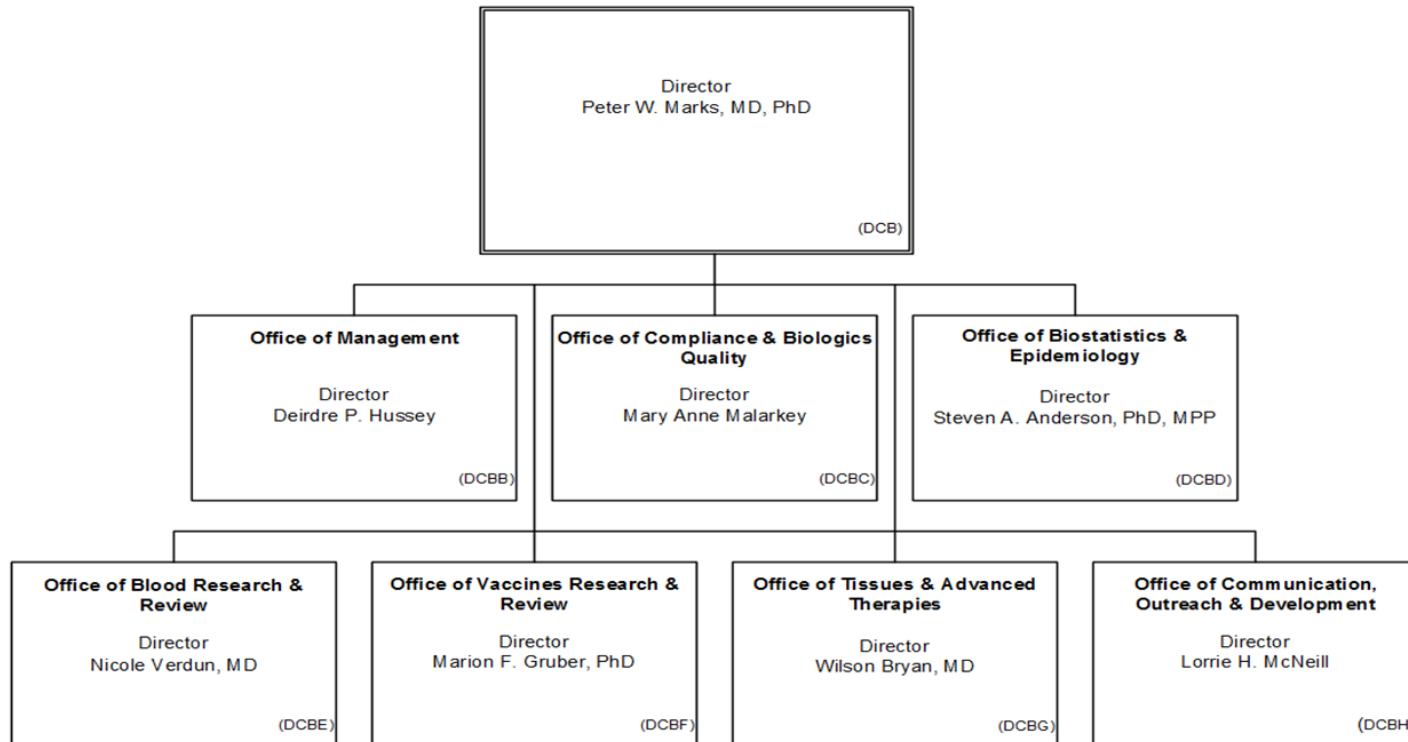 Director
Peter W. Marks, MD, PhD
(DCB)
Office of Management
Director
Deirdre P. Hussey
(DCBB)
Office of Compliance & Biologics
Quality
Director
Mary Anne Malarkey
(DCBC)
Office of Biostatistics &
Epidemiology
Director
Steven A. Anderson, PhD, MPP
(DCBD)
Office of Blood Research &
Review
Director
Nicole Verdun, MD
(DCBE)
Office of Vaccines Research &
Review
Director
Marion F. Gruber, PhD
(DCBF)
Office of Tissues & Advanced
Therapies
Director
Wilson Bryan, MD
(DCBG)
Office of Communication,
Outreach & Development
Director
Lorrie H. McNeill
(DCBH